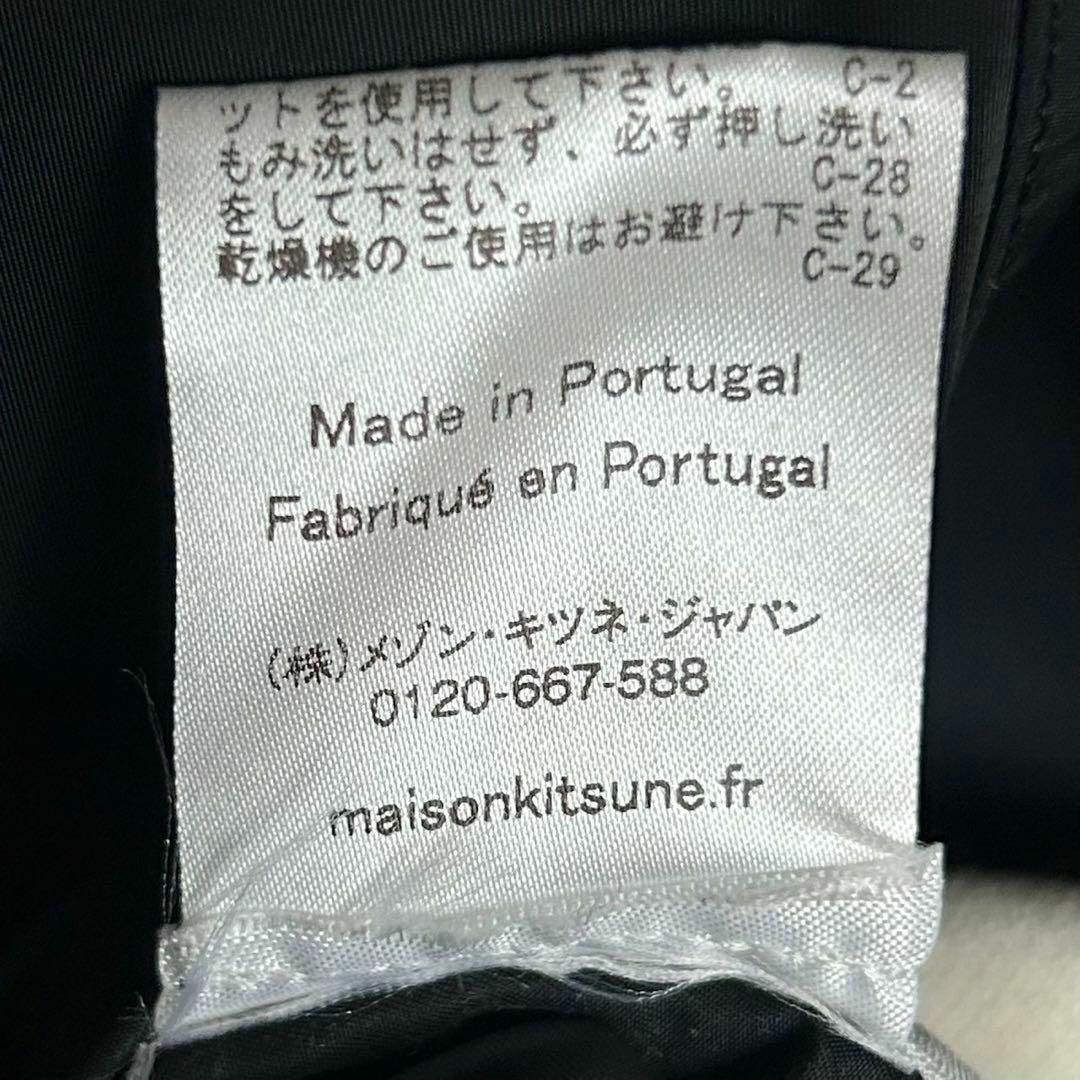 ットを使用して下さい。 C-2
もみ洗いはせず、必ず押し洗い
をして下さい。 C-28
乾燥機のご使用はお避け下さい。
C-29
Made in Portugal
Fabriqué en Portugal
(株)メゾン・キツネ・ジャパン
0120-667-588
maisonkitsune.fr